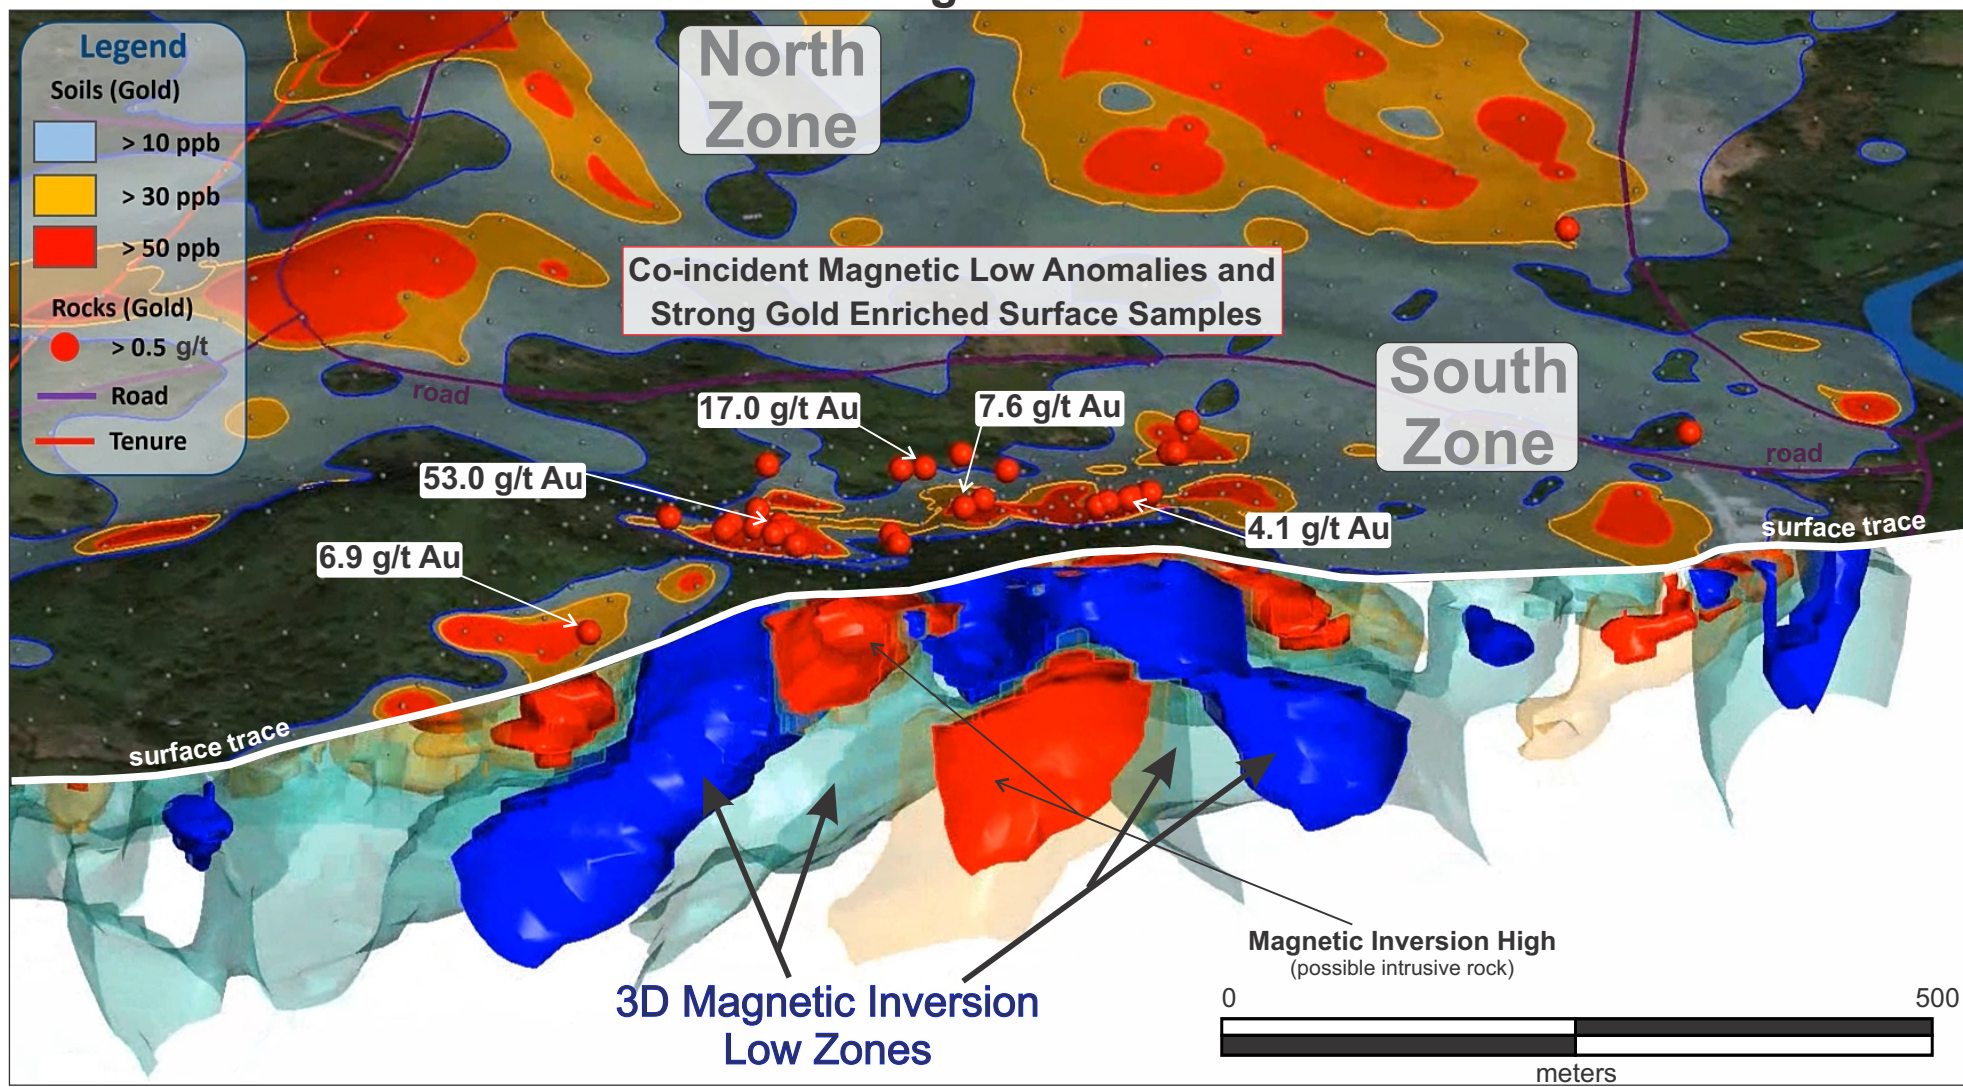 Legend
Soils (Gold)
> 10 ppb
> 30 ppb
> 50 ppb
Rocks (Gold)
> 0.5 g/t
Road
Tenure
North
Zone
Co-incident Magnetic Low Anomalies and
Strong Gold Enriched Surface Samples
South
Zone
road
road
17.0 g/t Au
7.6 g/t Au
53.0 g/t Au
4.1 g/t Au
6.9 g/t Au
surface trace
surface trace
Magnetic Inversion High
(possible intrusive rock)
3D Magnetic Inversion
Low Zones
0
500
meters